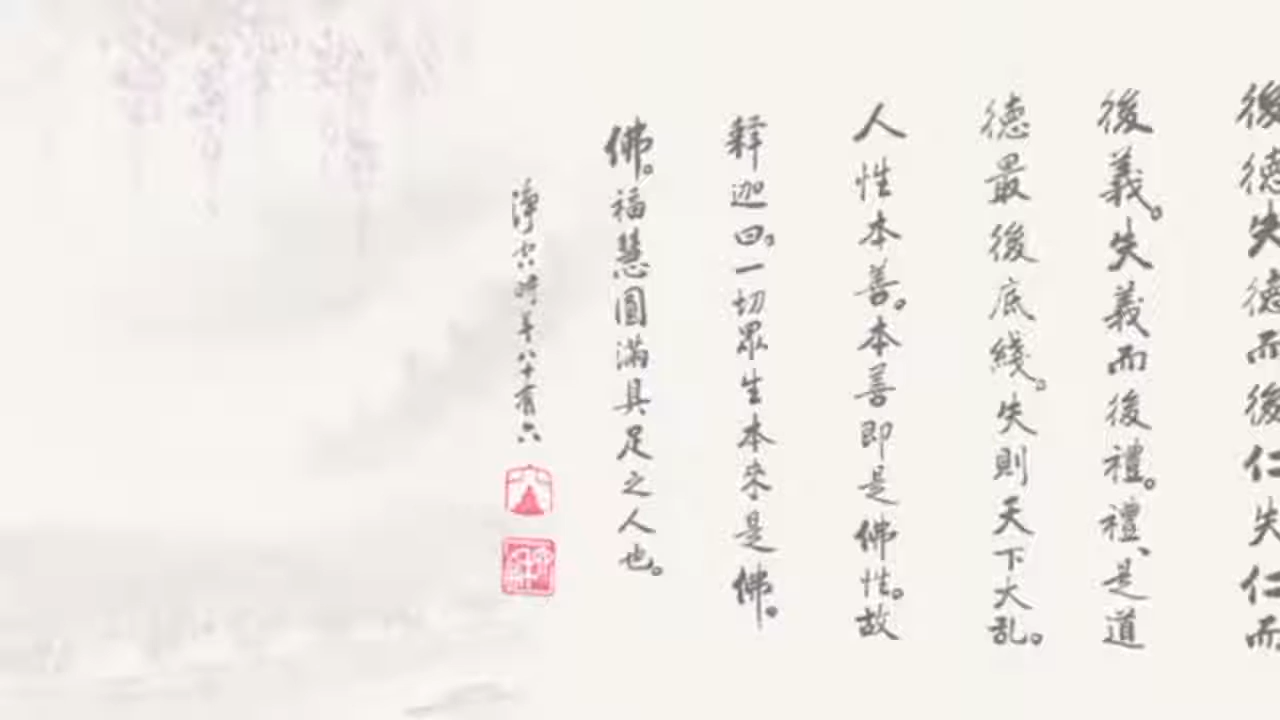 後德失德而後仁失仁而
後義。失義而後禮。禮、是道
德最後底綫。失則天下大乱。
人性本善。本善即是佛性。故
釋迦曰。一切眾生本來是佛。
佛。福慧圓滿具足之人也。
淨空時年八十有六